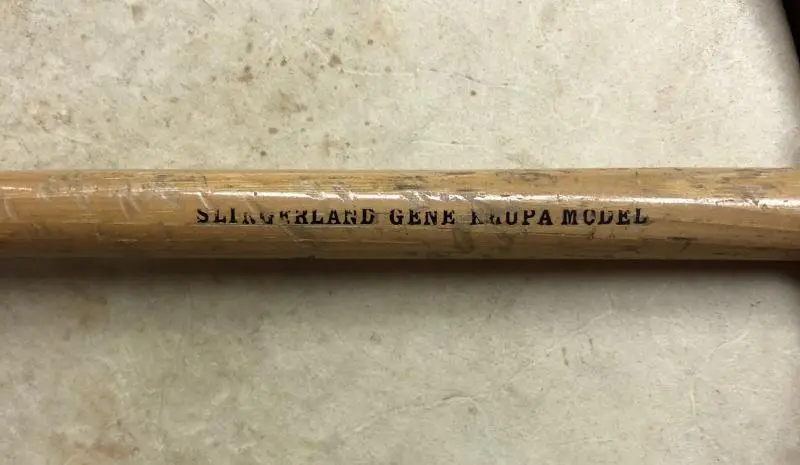 SLINGERLAND GENE KRUPA MODEL